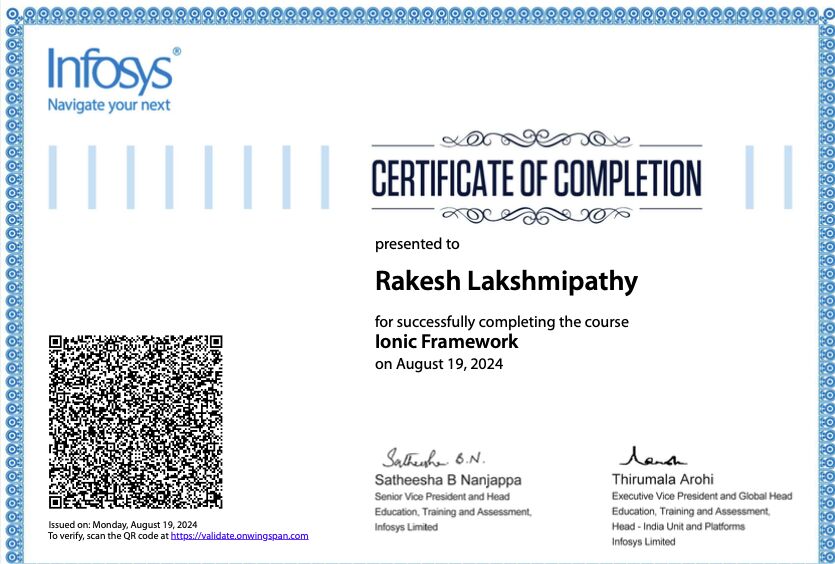 Infosys®
Navigate your next
CERTIFICATE OF COMPLETION
presented to
Rakesh Lakshmipathy
for successfully completing the course
Ionic Framework
on August 19, 2024
Satheesha B.N.
Satheesha B Nanjappa
Senior Vice President and Head
Education, Training and Assessment,
Infosys Limited
Thirumala Arohi
Executive Vice President and Global Head
Education, Training and Assessment,
Head - India Unit and Platforms
Infosys Limited
Issued on: Monday, August 19, 2024
To verify, scan the QR code at https://validate.onwingspan.com